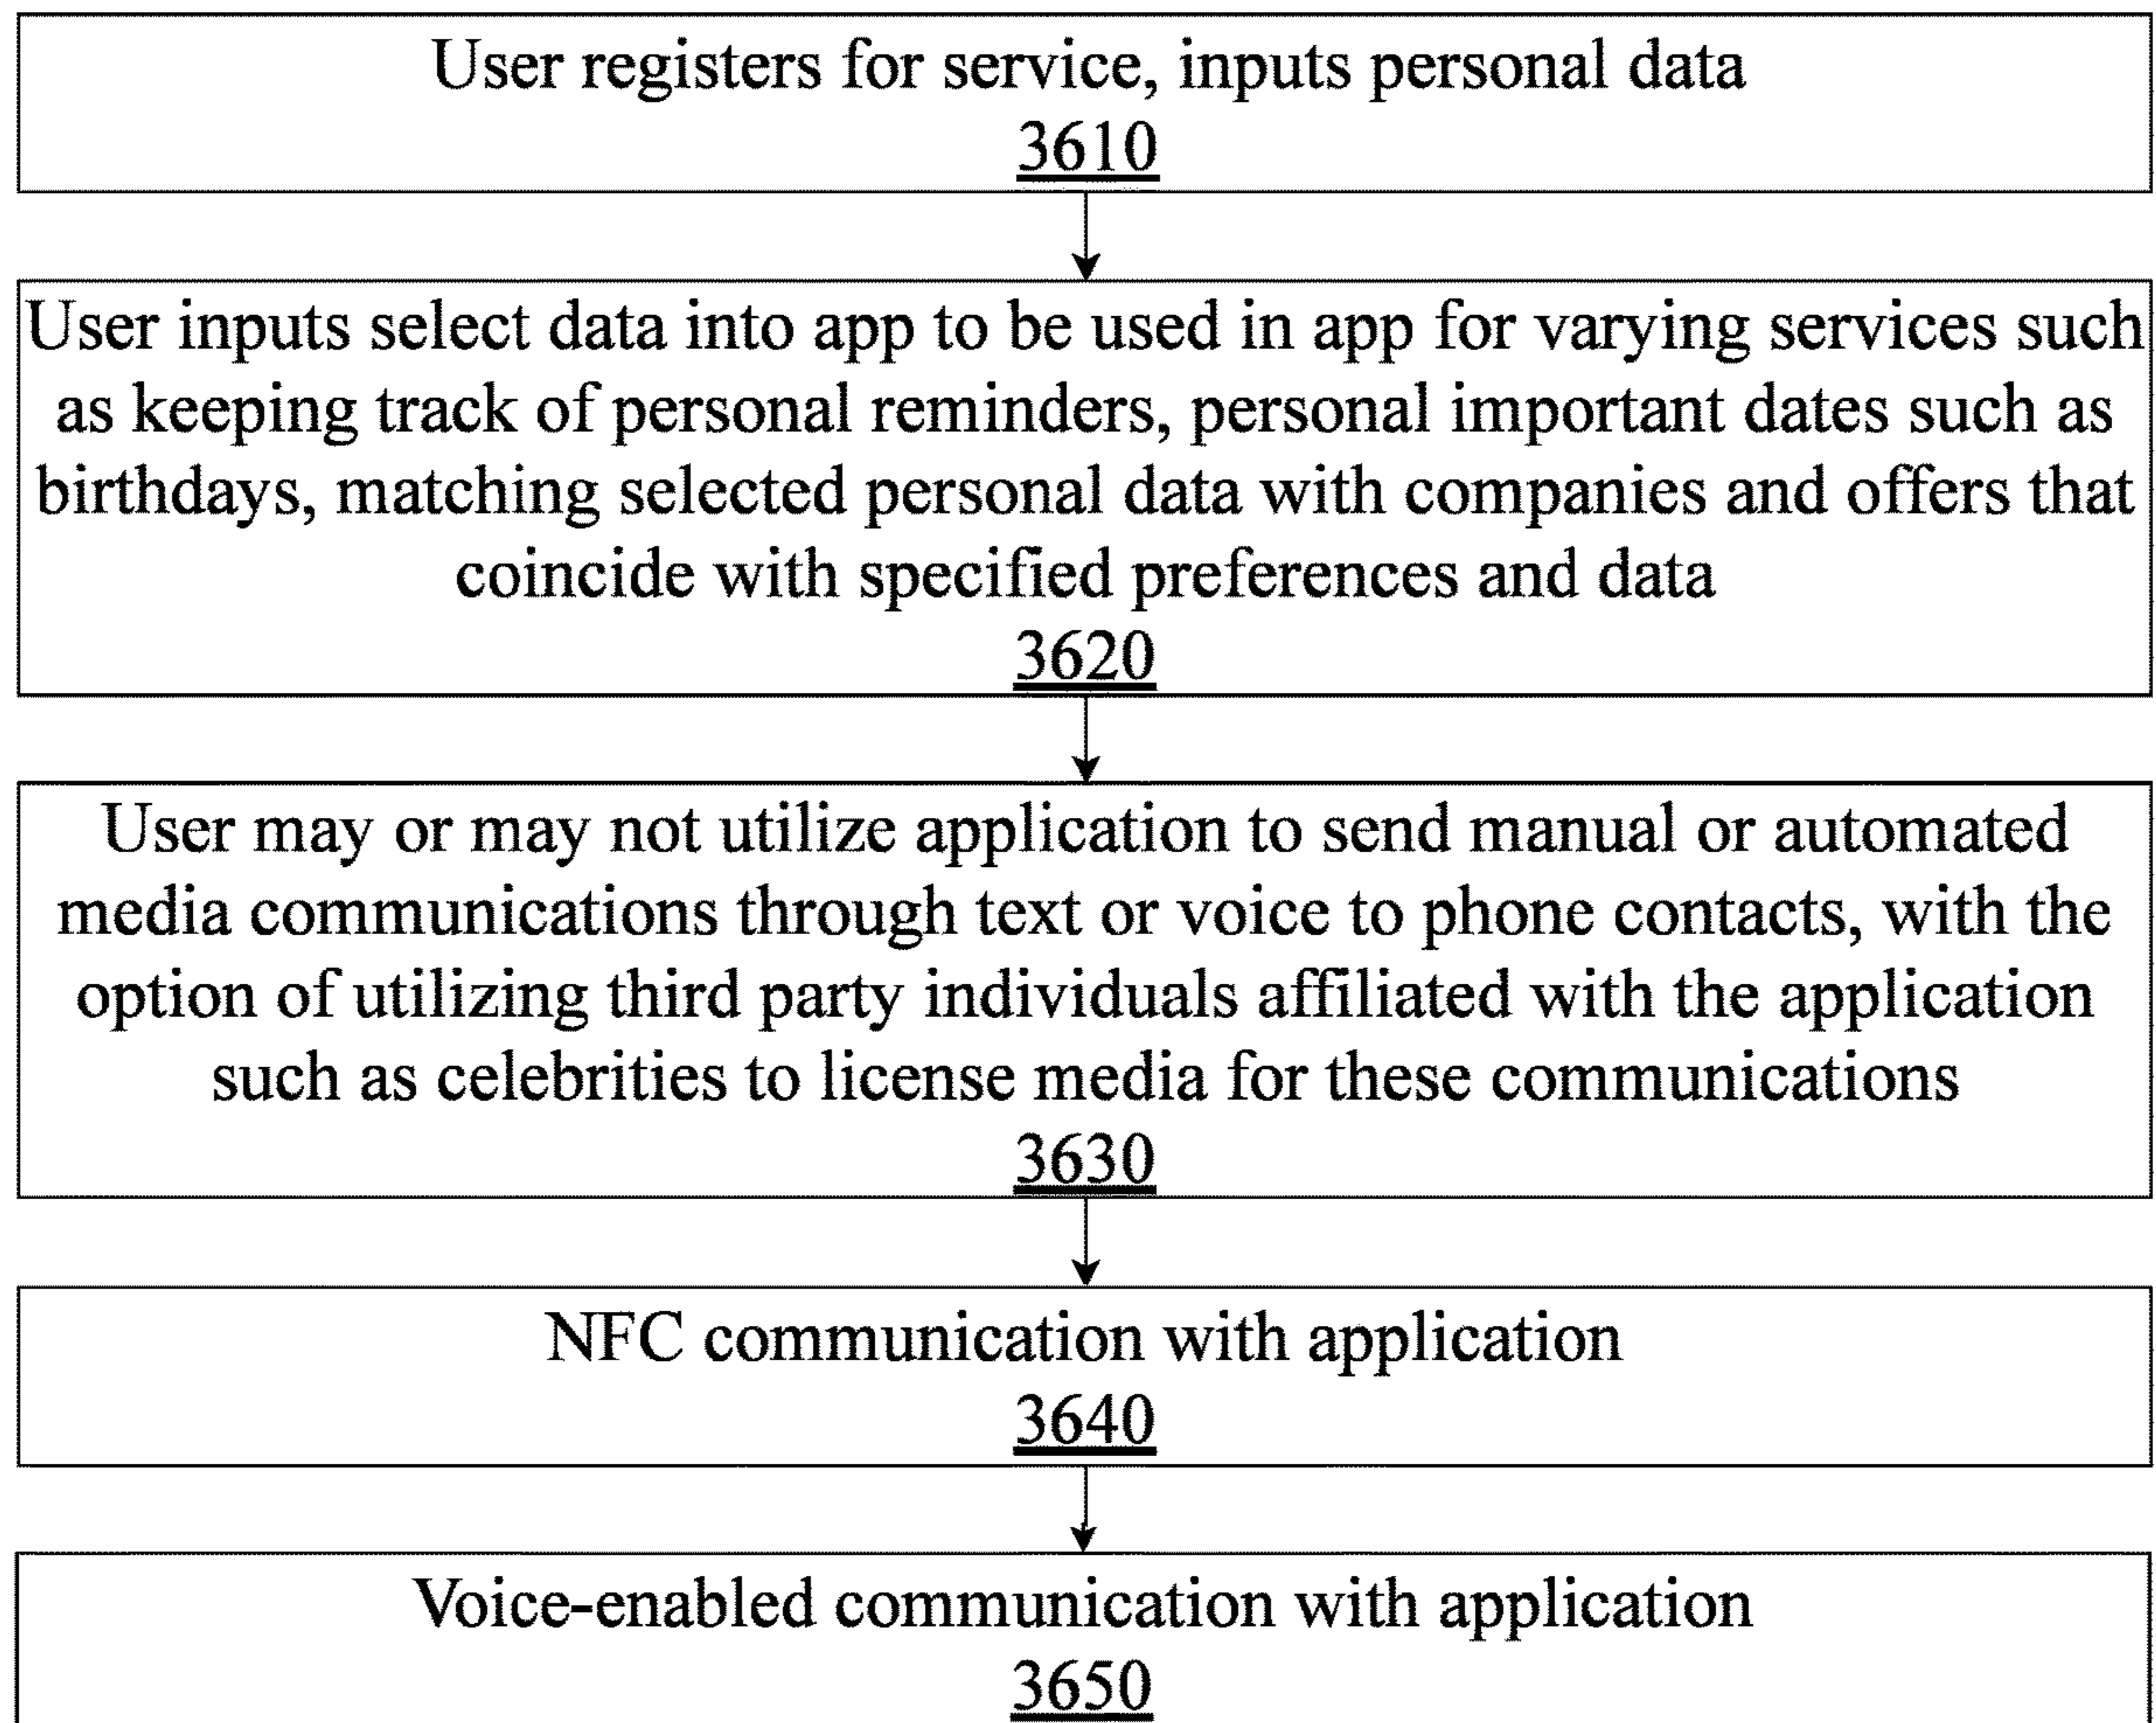 User registers for service, inputs personal data
3610
User inputs select data into app to be used in app for varying services such
as keeping track of personal reminders, personal important dates such as
birthdays, matching selected personal data with companies and offers that
coincide with specified preferences and data
3620
User may or may not utilize application to send manual or automated
media communications through text or voice to phone contacts, with the
option of utilizing third party individuals affiliated with the application
such as celebrities to license media for these communications
3630
NFC communication with application
3640
Voice-enabled communication with application
3650